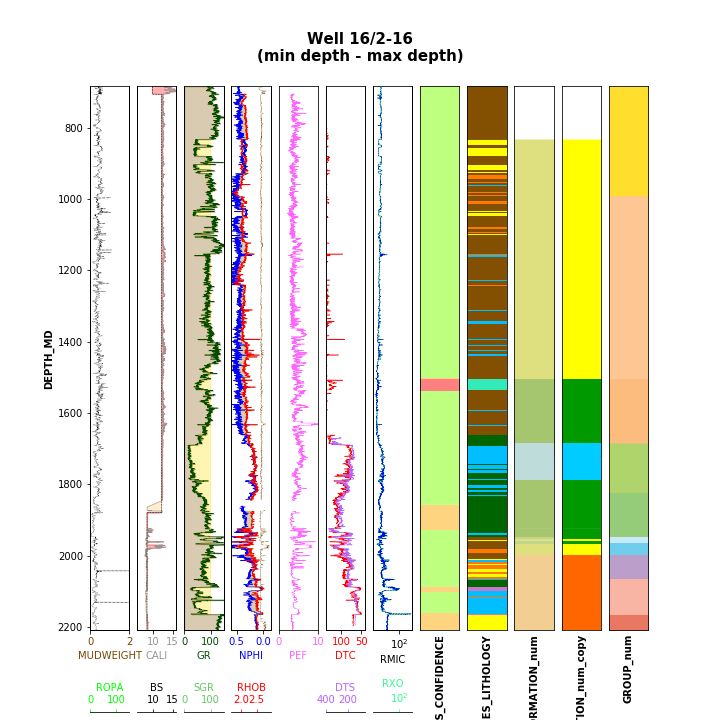 Well 16/2-16
(min depth - max depth)
DEPTH_MD
800
1000
1200
1400
1600
1800
2000
2200
0 2 10 15 0 100 0.5 0.0 0 10 100 50 10²
MUDWEIGHT CALI GR NPHI PEF DTC RMIC
ROPA BS SGR RHOB DTS RXO
0 100 10 15 0 100 2.02.5 400 200 10²
S_CONFIDENCE
ES_LITHOLOGY
RMATION_num
TION_num_copy
GROUP_num